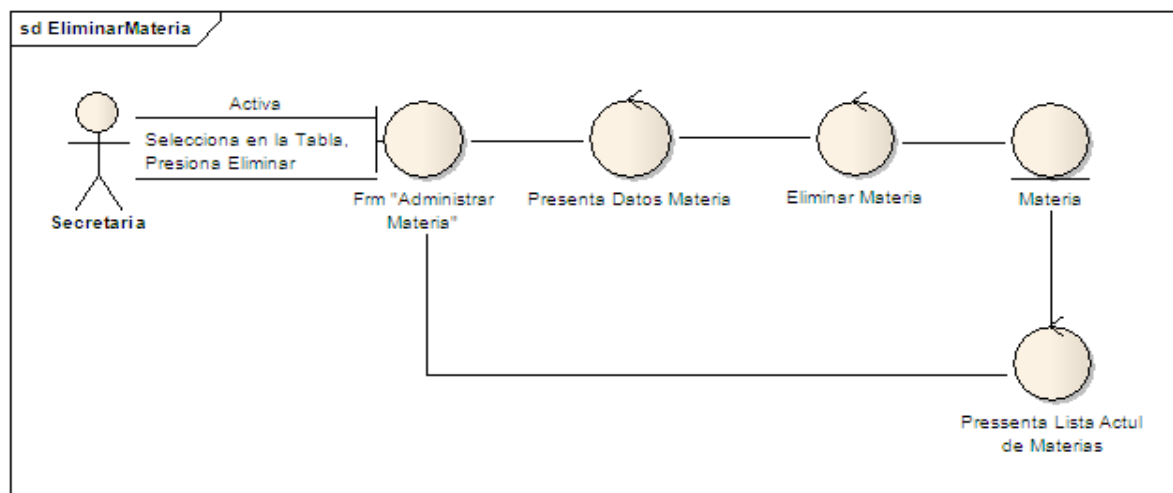 sd EliminarMateria
Activa
Selecciona en la Tabla,
Presiona Eliminar
Secretaria
Frm "Administrar
Materia"
Presenta Datos Materia
Eliminar Materia
Materia
Pressenta Lista Actul
de Materias